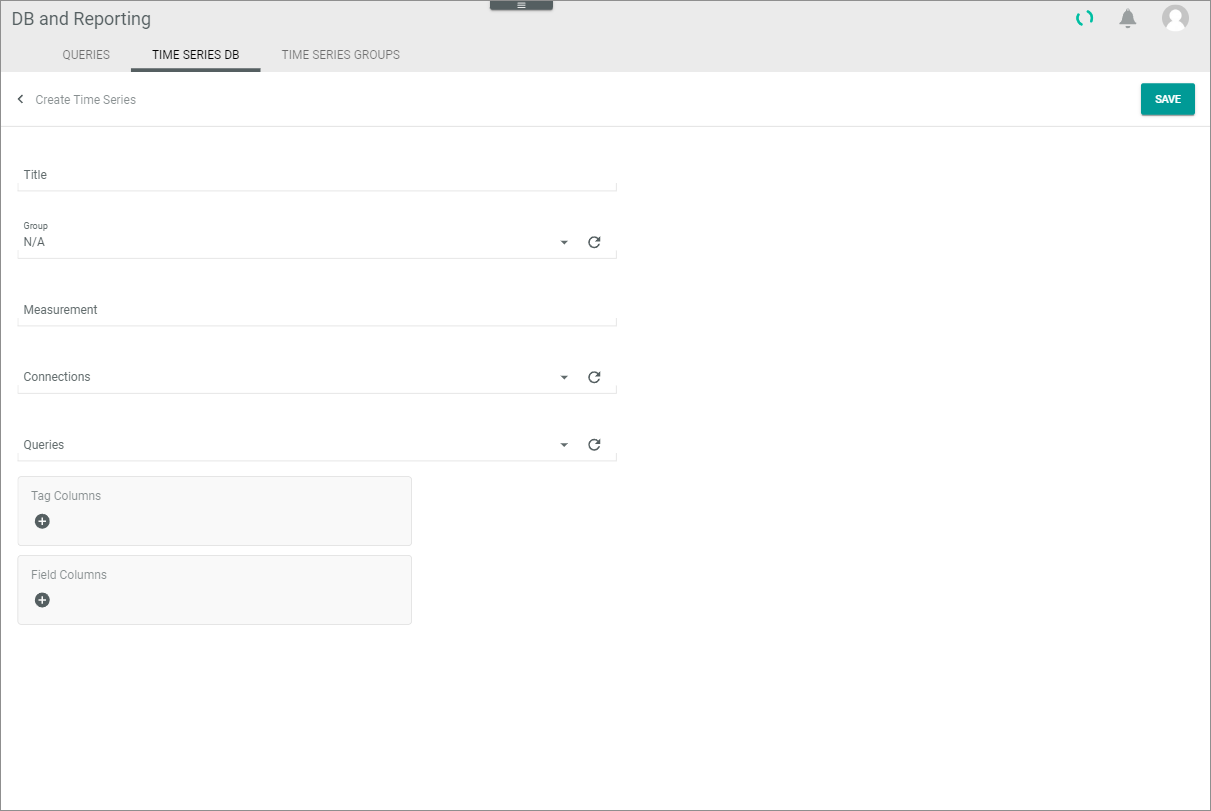 DB and Reporting
QUERIES
TIME SERIES DB
TIME SERIES GROUPS
Create Time Series
SAVE
Title
Group
N/A
Measurement
Connections
Queries
Tag Columns
Field Columns